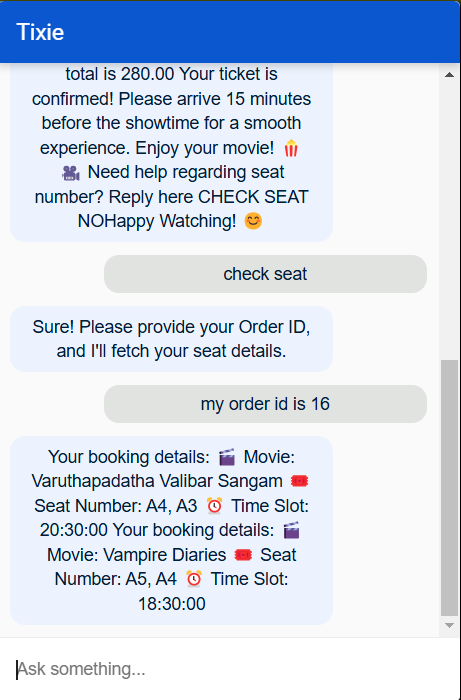 Tixie
total is 280.00 Your ticket is
confirmed! Please arrive 15 minutes
before the showtime for a smooth
experience. Enjoy your movie! 🍿
🎥 Need help regarding seat
number? Reply here CHECK SEAT
NOHappy Watching! 😊
check seat
Sure! Please provide your Order ID,
and I'll fetch your seat details.
my order id is 16
Your booking details: 🎬 Movie:
Varuthapadatha Valibar Sangam 🎟️
Seat Number: A4, A3 ⏰ Time Slot:
20:30:00 Your booking details: 🎬
Movie: Vampire Diaries 🎟️ Seat
Number: A5, A4 ⏰ Time Slot:
18:30:00
Ask something...